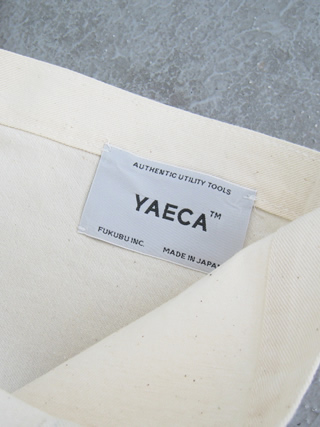 AUTHENTIC UTILITY TOOLS
YAECA™
FUKUBU INC. MADE IN JAPAN